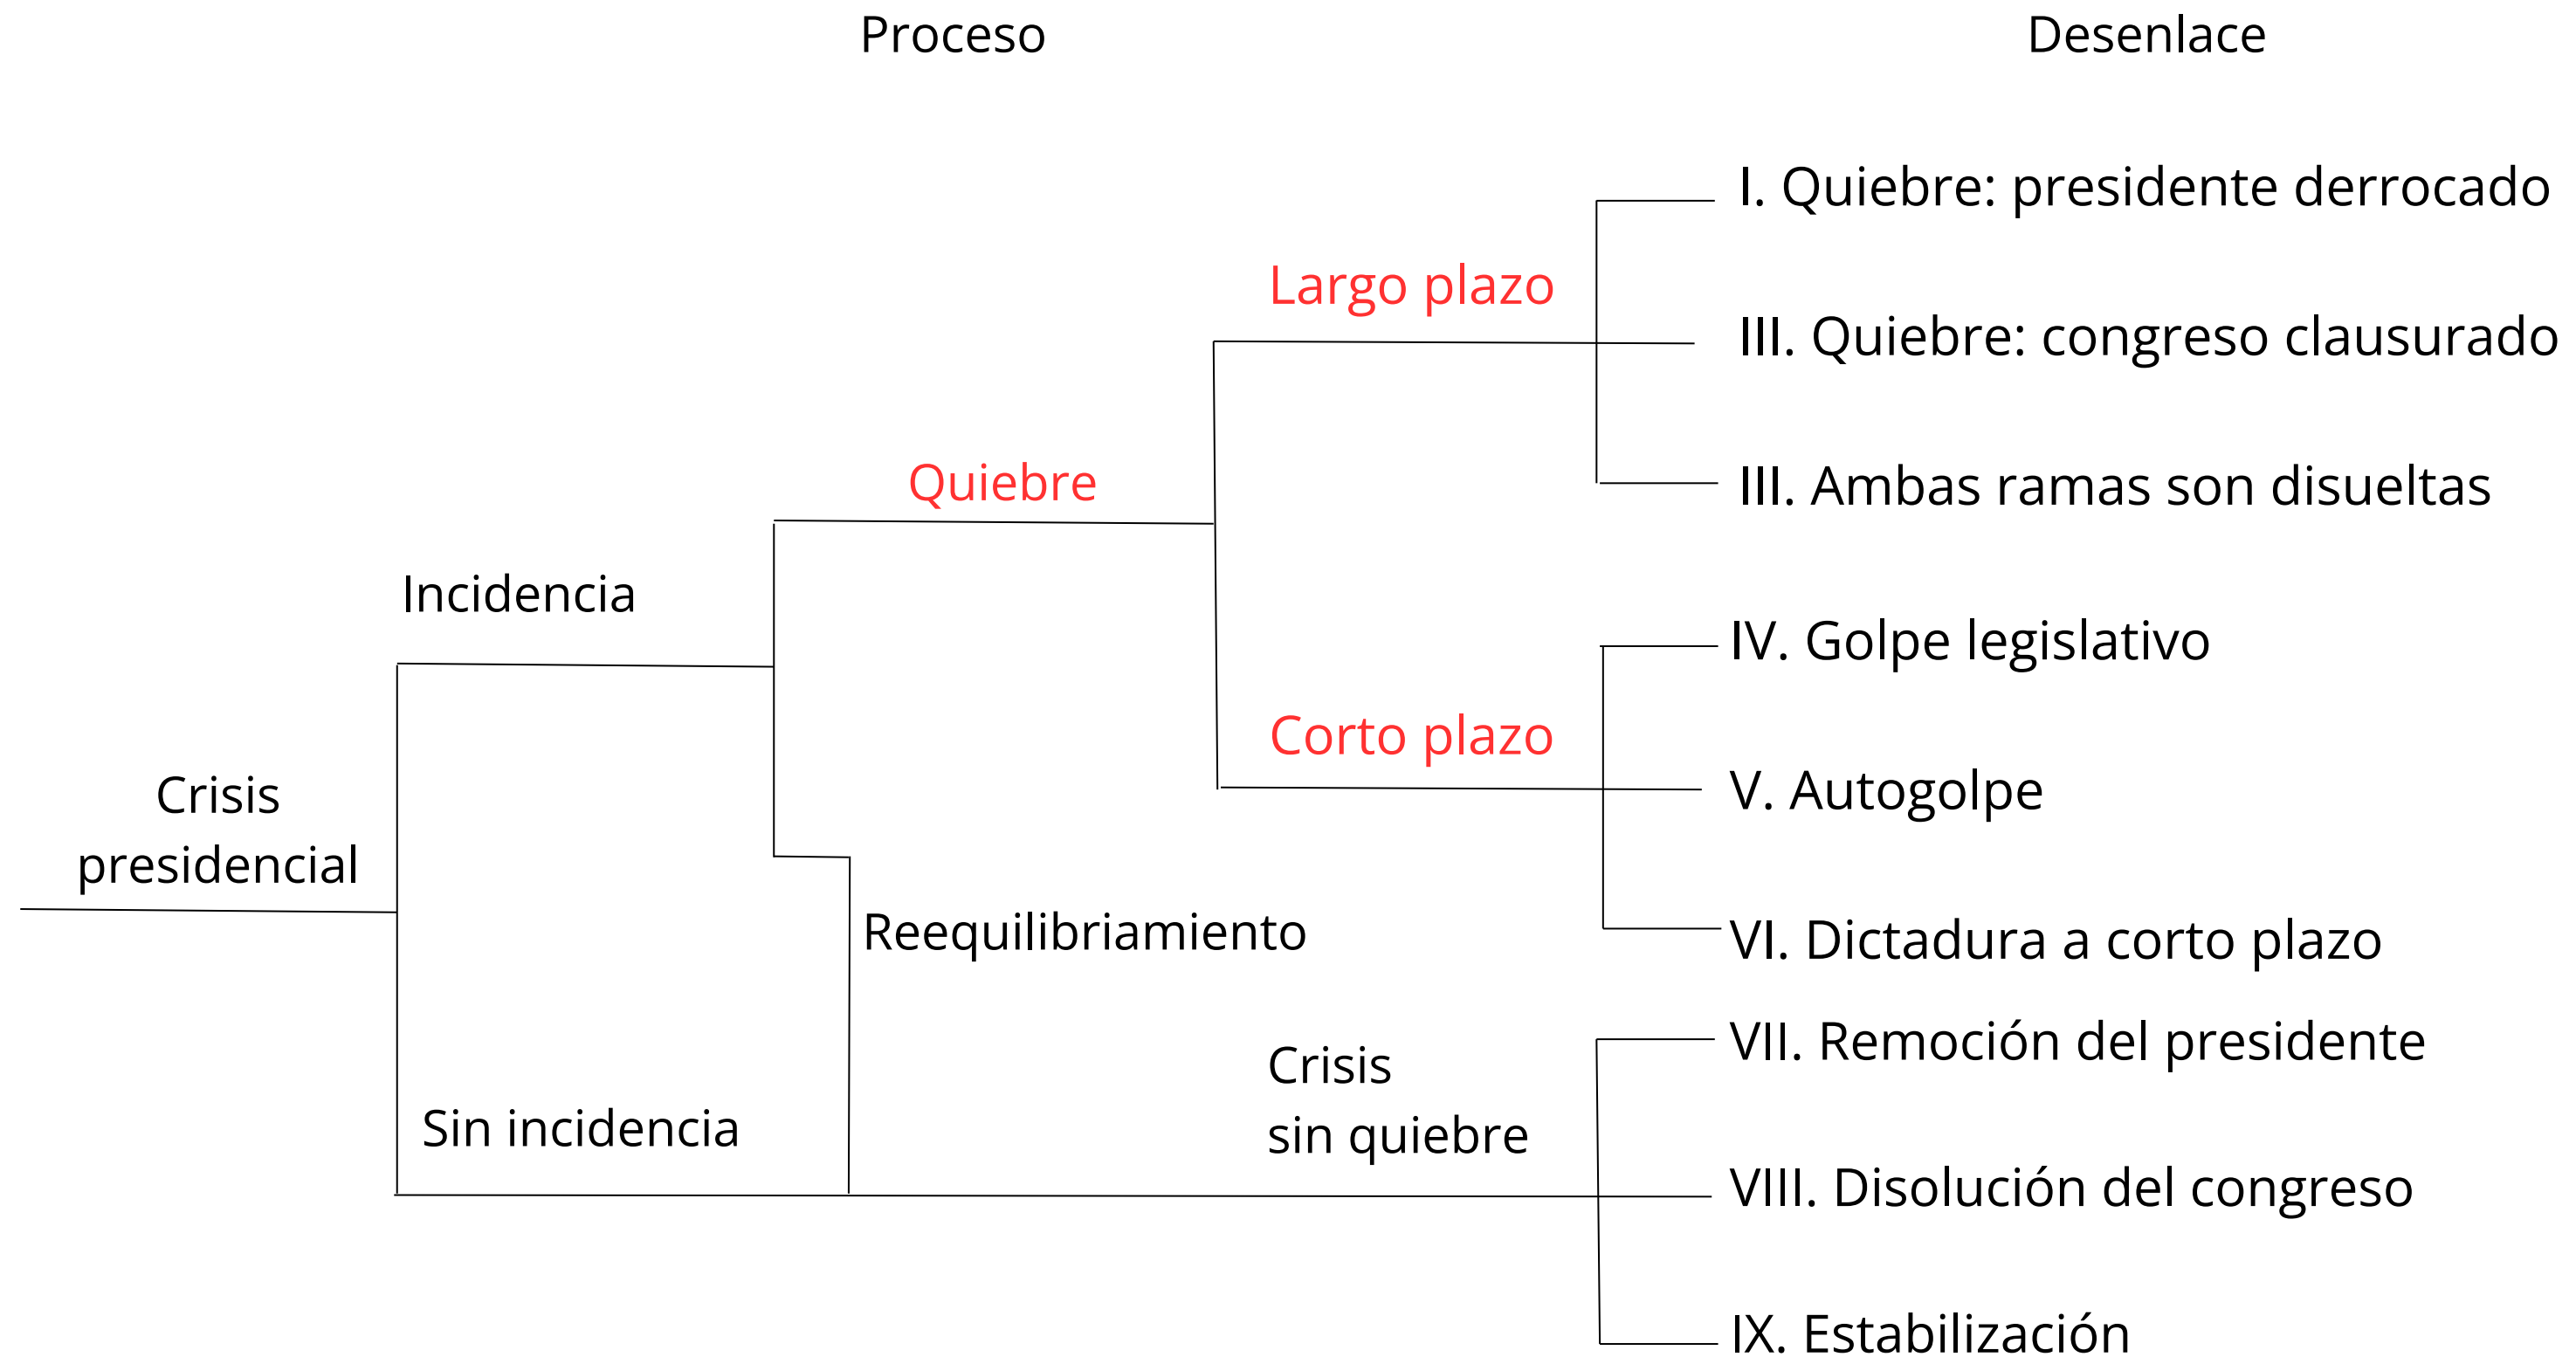 Proceso
Desenlace
I. Quiebre: presidente derrocado
Largo plazo
III. Quiebre: congreso clausurado
Quiebre
III. Ambas ramas son disueltas
Incidencia
IV. Golpe legislativo
Corto plazo
V. Autogolpe
Crisis
presidencial
Reequilibriamiento
VI. Dictadura a corto plazo
VII. Remoción del presidente
Crisis
sin quiebre
Sin incidencia
VIII. Disolución del congreso
IX. Estabilización